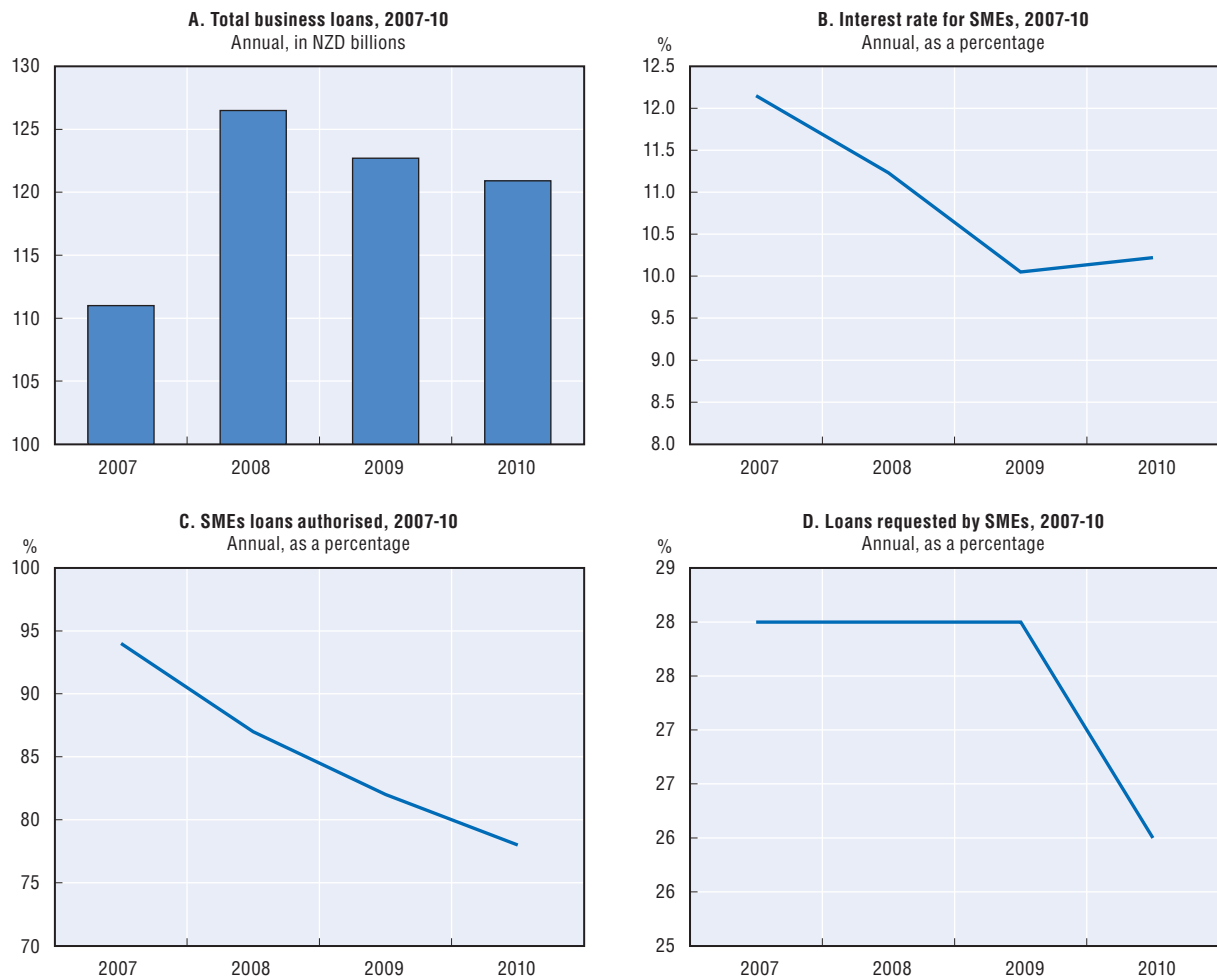 A. Total business loans, 2007-10
Annual, in NZD billions
130
125
120
115
110
105
100
2007 2008 2009 2010
B. Interest rate for SMEs, 2007-10
Annual, as a percentage
%
12.5
12.0
11.5
11.0
10.5
10.0
9.5
9.0
8.5
8.0
2007 2008 2009 2010
C. SMEs loans authorised, 2007-10
Annual, as a percentage
%
100
95
90
85
80
75
70
2007 2008 2009 2010
D. Loans requested by SMEs, 2007-10
Annual, as a percentage
%
29
28
28
27
27
26
26
25
2007 2008 2009 2010